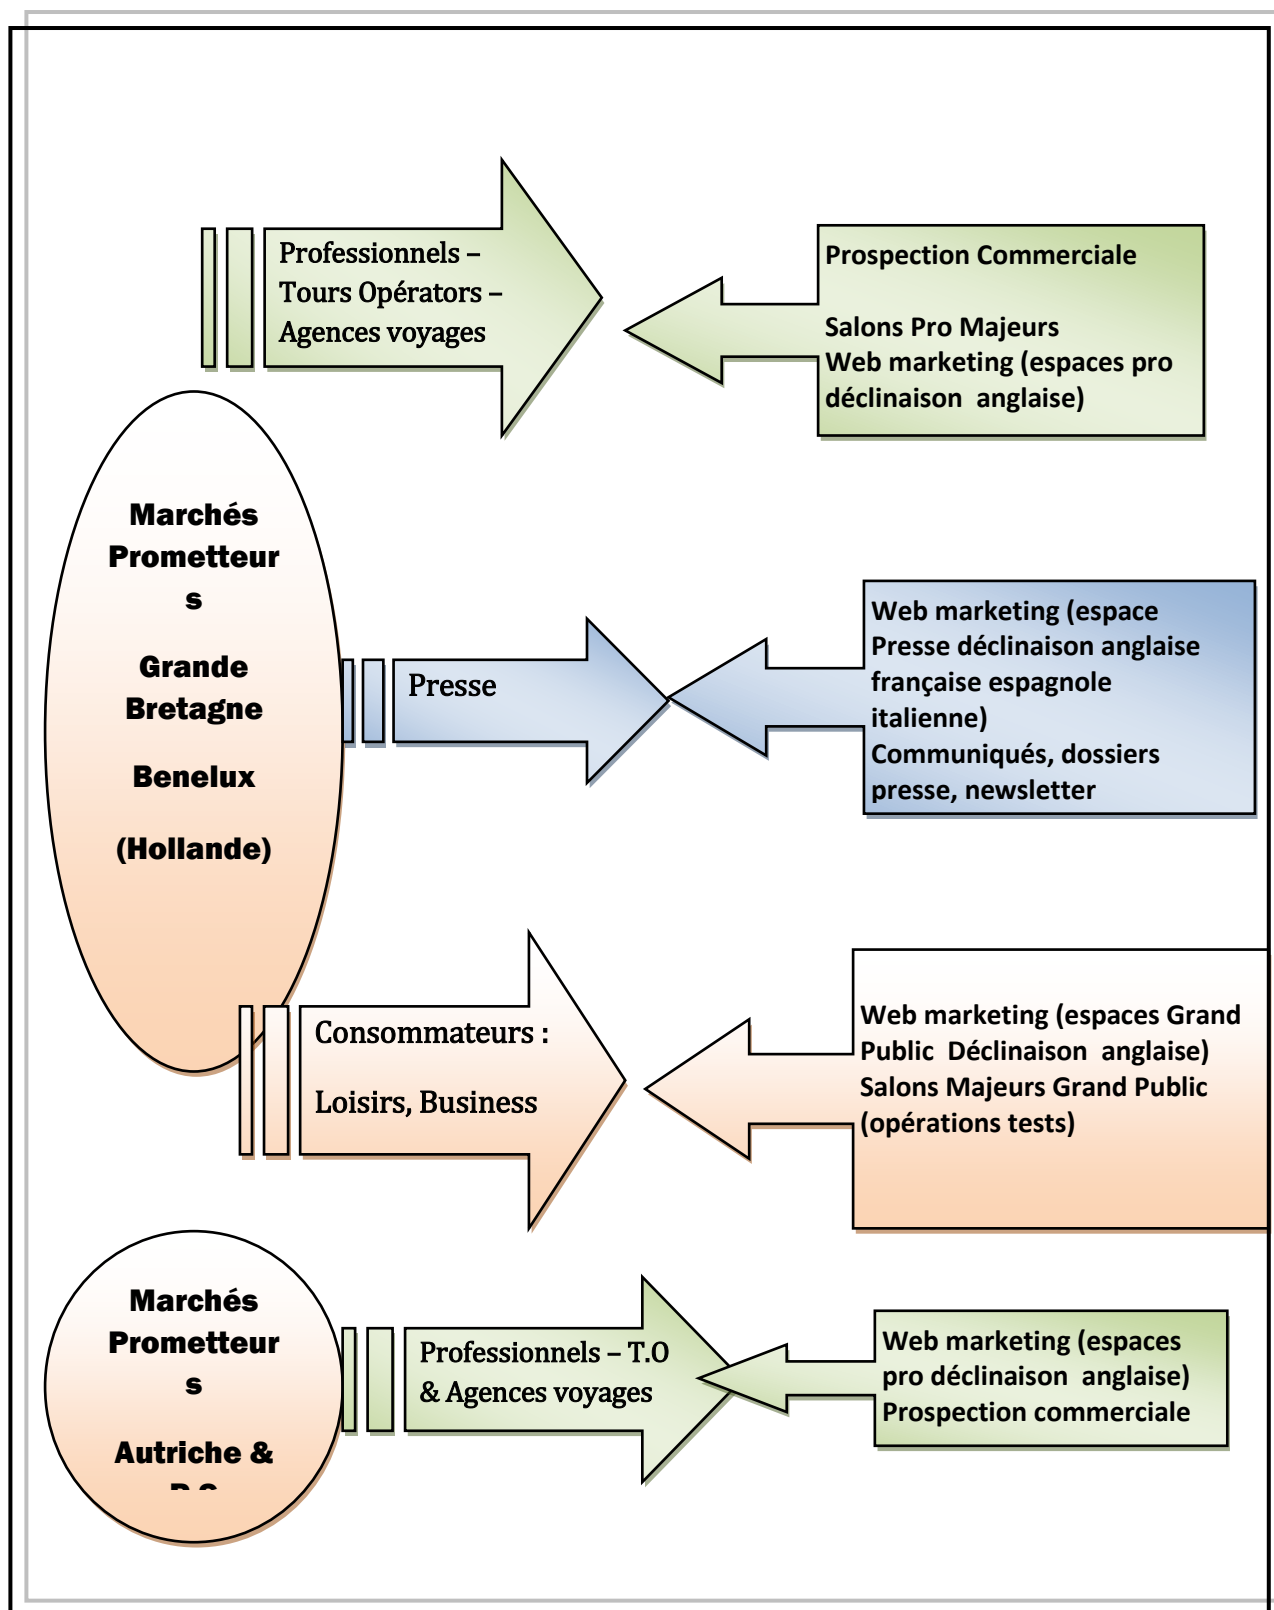 Professionnels –
Tours Opérators –
Agences voyages
Prospection Commerciale
Salons Pro Majeurs
Web marketing (espaces pro
déclinaison anglaise)
Marchés
Prometteur
s
Grande
Bretagne
Benelux
(Hollande)
Presse
Web marketing (espace
Presse déclinaison anglaise
française espagnole
italienne)
Communiqués, dossiers
presse, newsletter
Consommateurs :
Loisirs, Business
Web marketing (espaces Grand
Public Déclinaison anglaise)
Salons Majeurs Grand Public
(opérations tests)
Marchés
Prometteur
s
Autriche &
Professionnels – T.O
& Agences voyages
Web marketing (espaces
pro déclinaison anglaise)
Prospection commerciale